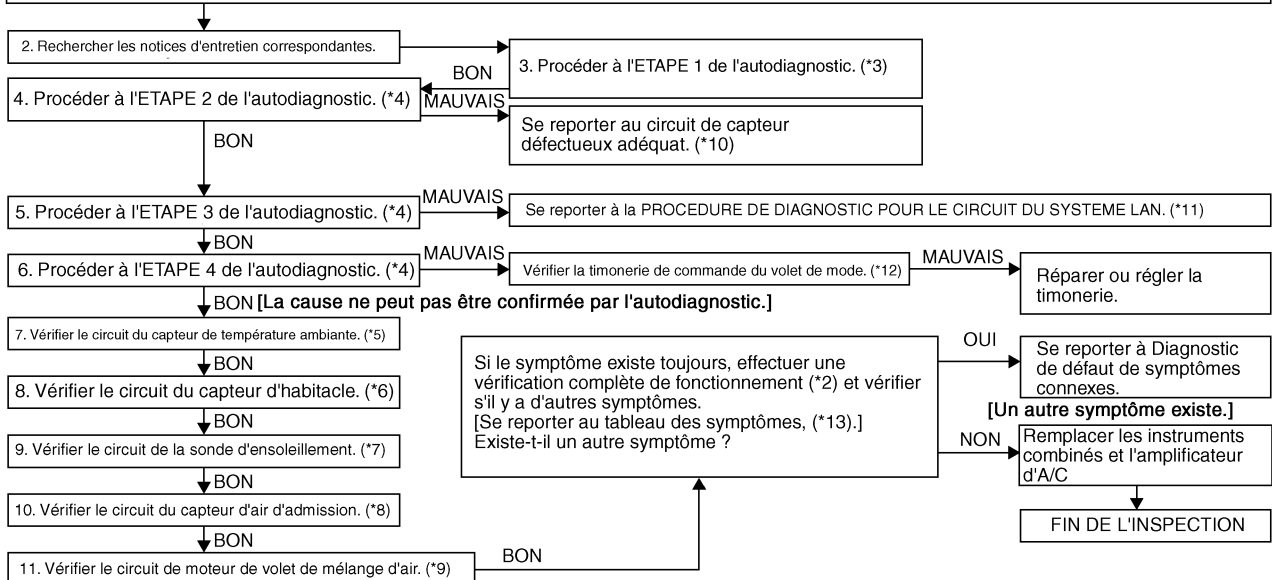 2. Rechercher les notices d'entretien correspondantes.
3. Procéder à l'ETAPE 1 de l'autodiagnostic. (*3)
BON
4. Procéder à l'ETAPE 2 de l'autodiagnostic. (*4)
MAUVAIS
Se reporter au circuit de capteur
défectueux adéquat. (*10)
BON
5. Procéder à l'ETAPE 3 de l'autodiagnostic. (*4)
MAUVAIS
Se reporter à la PROCEDURE DE DIAGNOSTIC POUR LE CIRCUIT DU SYSTEME LAN. (*11)
BON
6. Procéder à l'ETAPE 4 de l'autodiagnostic. (*4)
MAUVAIS
Vérifier la timonerie de commande du volet de mode. (*12)
MAUVAIS
Réparer ou régler la
timonerie.
BON
[La cause ne peut pas être confirmée par l'autodiagnostic.]
7. Vérifier le circuit du capteur de température ambiante. (*5)
BON
8. Vérifier le circuit du capteur d'habitacle. (*6)
BON
9. Vérifier le circuit de la sonde d'ensoleillement. (*7)
BON
10. Vérifier le circuit du capteur d'air d'admission. (*8)
BON
11. Vérifier le circuit de moteur de volet de mélange d'air. (*9)
BON
Si le symptôme existe toujours, effectuer une
vérification complète de fonctionnement (*2) et vérifier
s'il y a d'autres symptômes.
[Se reporter au tableau des symptômes, (*13).]
Existe-t-il un autre symptôme ?
OUI
Se reporter à Diagnostic
de défaut de symptômes
connexes.
[Un autre symptôme existe.]
NON
Remplacer les instruments
combinés et l'amplificateur
d'A/C
FIN DE L'INSPECTION